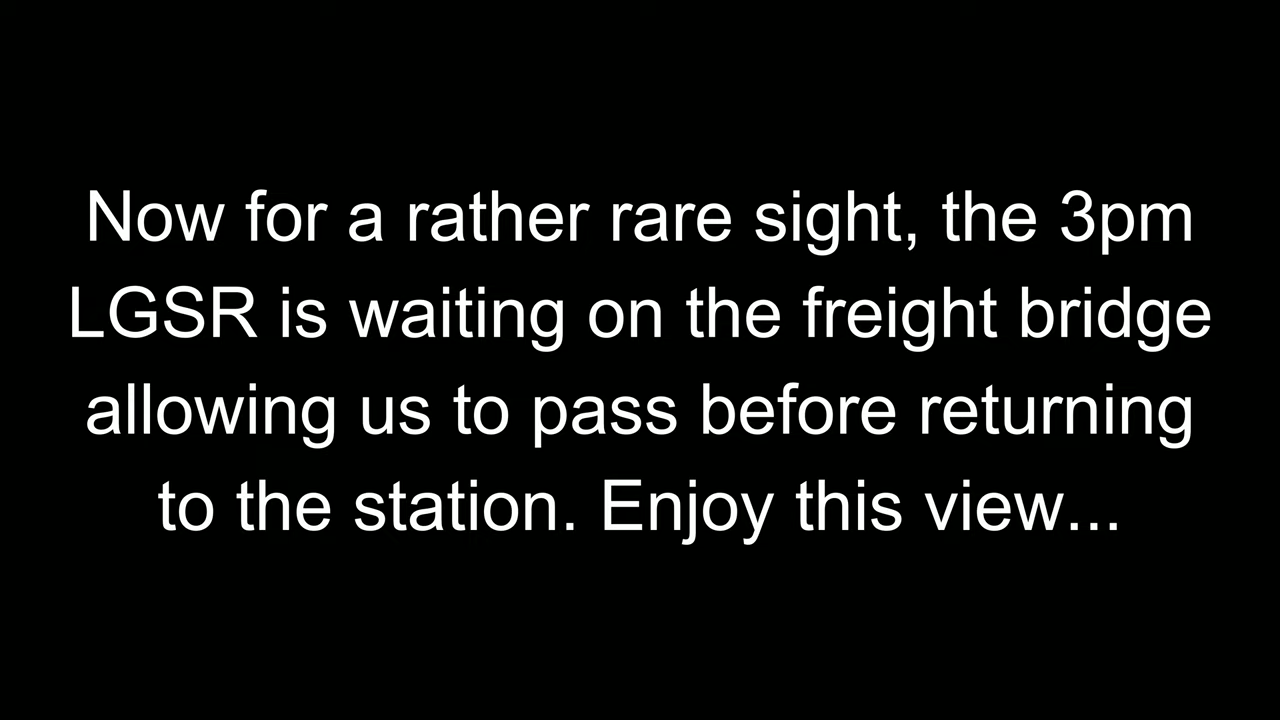 Now for a rather rare sight, the 3pm
LGSR is waiting on the freight bridge
allowing us to pass before returning
to the station. Enjoy this view...